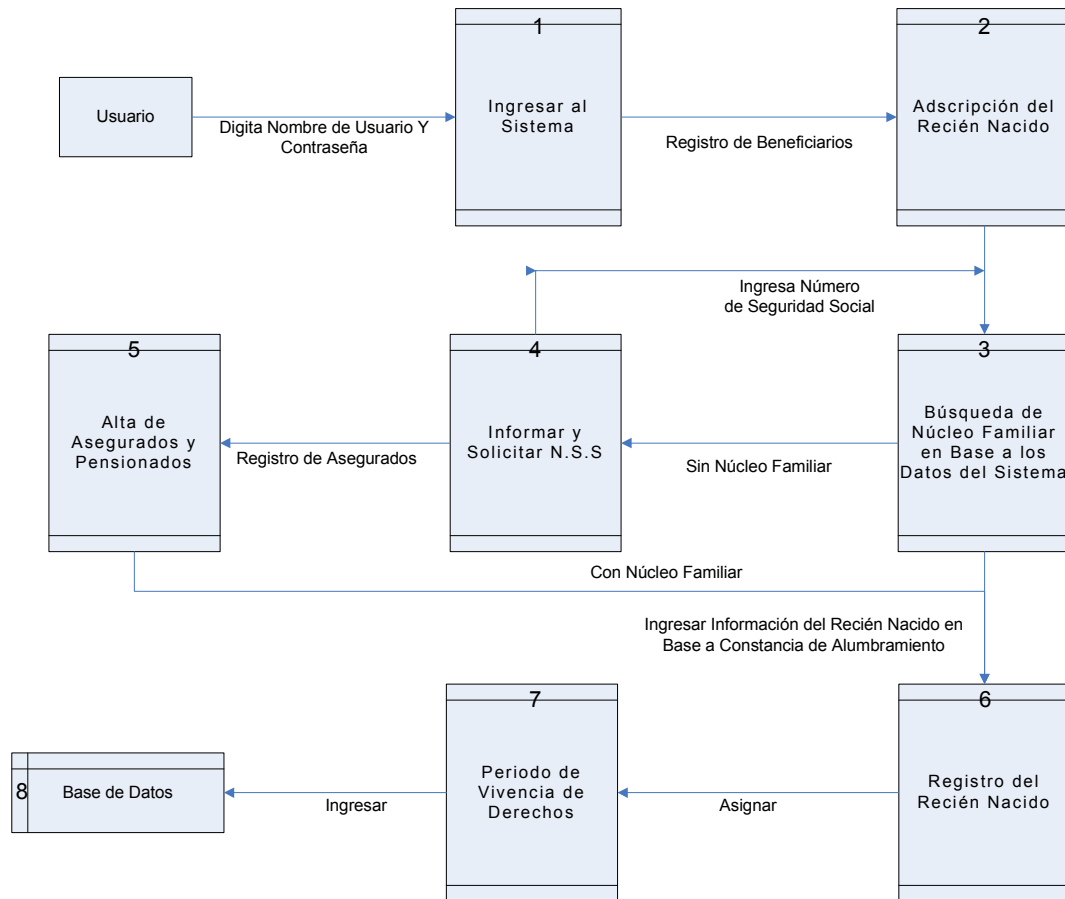 1
Ingresar al
Sistema
2
Adscripción del
Recién Nacido
Usuario
Digita Nombre de Usuario Y
Contraseña
Registro de Beneficiarios
Ingresa Número
de Seguridad Social
5
Alta de
Asegurados y
Pensionados
4
Informar y
Solicitar N.S.S
3
Búsqueda de
Núcleo Familiar
en Base a los
Datos del Sistema
Registro de Asegurados
Sin Núcleo Familiar
Con Núcleo Familiar
Ingresar Información del Recién Nacido en
Base a Constancia de Alumbramiento
7
Periodo de
Vivencia de
Derechos
6
Registro del
Recién Nacido
8
Base de Datos
Ingresar
Asignar